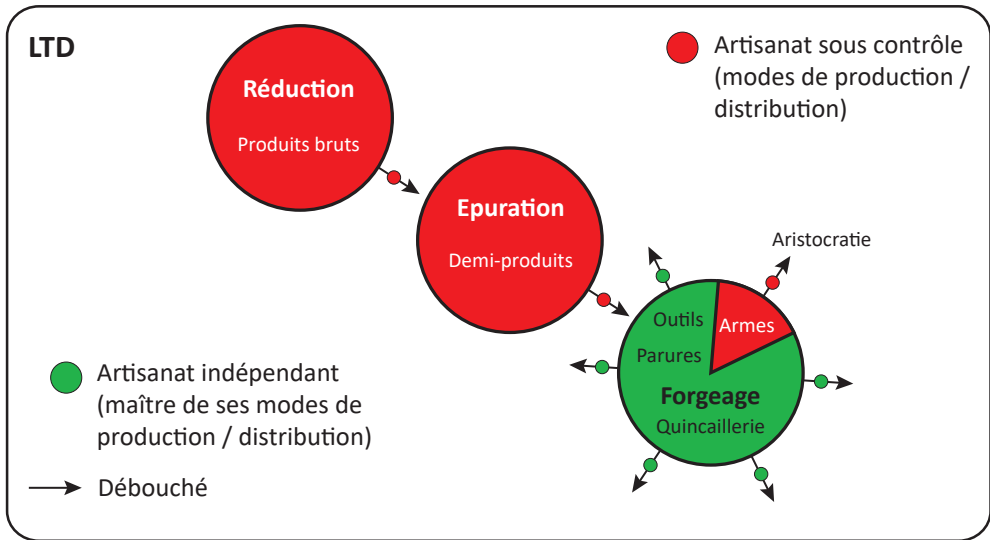 LTD
Réduction
Produits bruts
Artisanat sous contrôle
(modes de production /
distribution)
Epuration
Demi-produits
Aristocratie
Outils
Armes
Parures
Forgeage
Quincaillerie
Artisanat indépendant
(maître de ses modes de
production / distribution)
Débouché